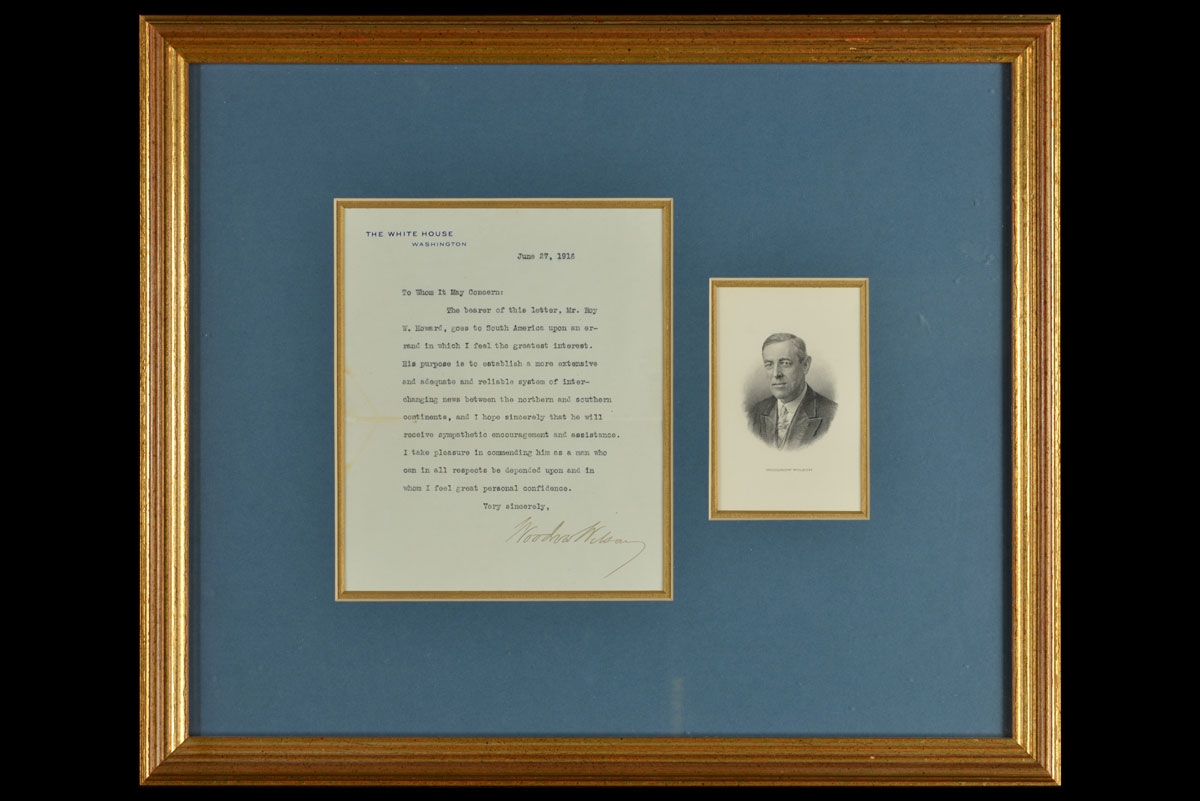 THE WHITE HOUSE
WASHINGTON
June 27,
To Whom It May Concern:
The bearer of this letter, Mr. Roy
W. Howard, goes to South America upon an er-
rand in which I feel the greatest interest.
His purpose is to establish a more extensive
and adequate and reliable system of inter-
changing news between the northern and southern
continents, and I hope sincerely that he will
receive sympathetic encouragement and assistance.
I take pleasure in commending him as a man who
can in all respects be depended upon and in
whom I feel great personal confidence.
Very sincerely,
Woodrow Wilson
WOODROW WILSON